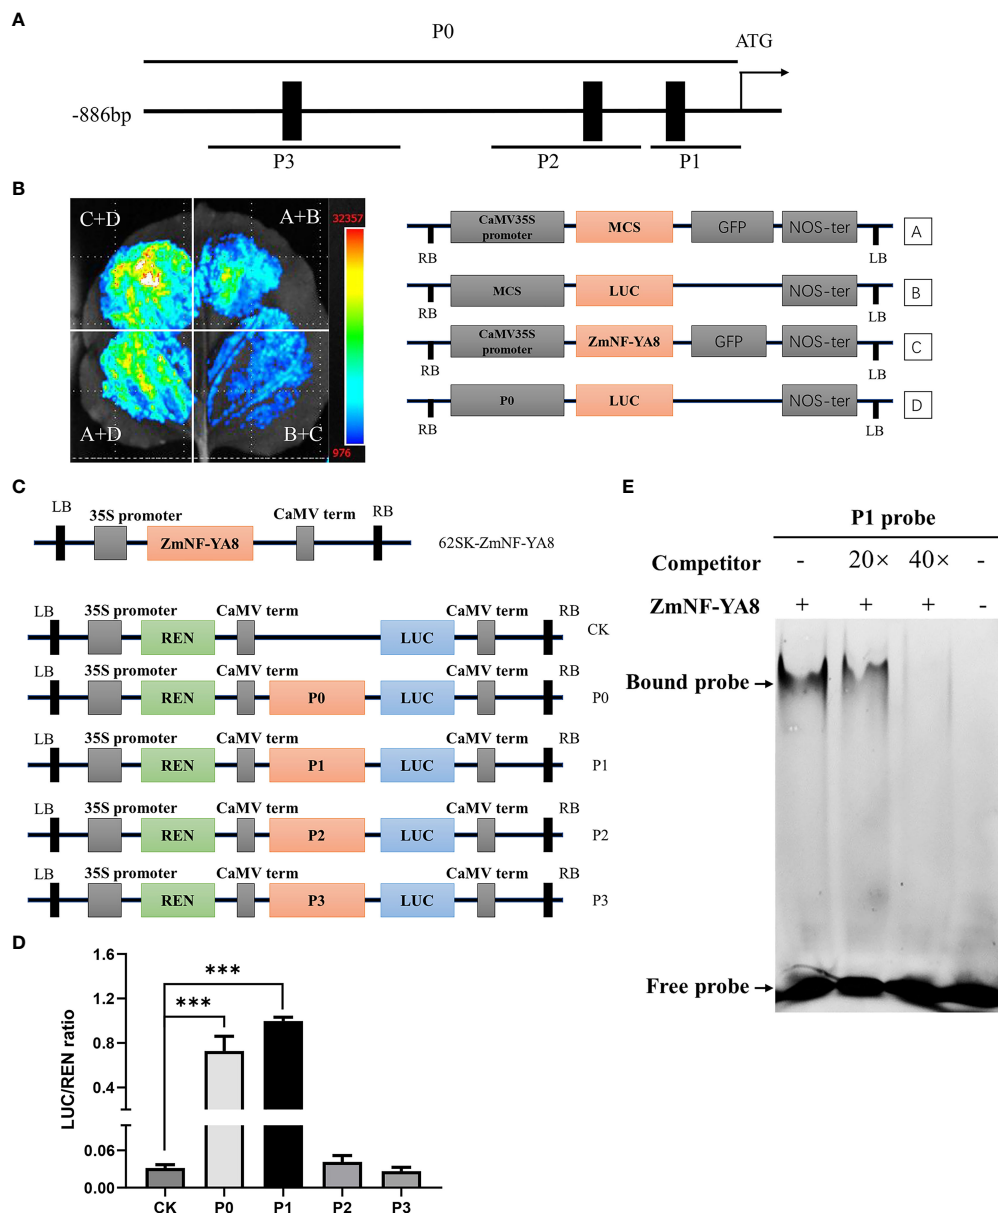 A
P0
ATG
-886bp
P3
P2
P1
B
C+D
A+B
A+D
B+C
32357
976
CaMV35S promoter
MCS
GFP
NOS-ter
RB
LB
A
MCS
LUC
NOS-ter
RB
LB
B
CaMV35S promoter
ZmNF-YA8
GFP
NOS-ter
RB
LB
C
P0
LUC
NOS-ter
RB
LB
D
C
LB
35S promoter
CaMV term
RB
ZmNF-YA8
62SK-ZmNF-YA8
LB
35S promoter
CaMV term
CaMV term
RB
REN
LUC
CK
LB
35S promoter
CaMV term
CaMV term
RB
REN
P0
LUC
P0
LB
35S promoter
CaMV term
CaMV term
RB
REN
P1
LUC
P1
LB
35S promoter
CaMV term
CaMV term
RB
REN
P2
LUC
P2
LB
35S promoter
CaMV term
CaMV term
RB
REN
P3
LUC
P3
D
LUC/REN ratio
1.6
1.2
0.8
0.4
0.06
0.00
***
***
CK P0 P1 P2 P3
E
P1 probe
Competitor - 20× 40× -
ZmNF-YA8 + + + -
Bound probe
Free probe